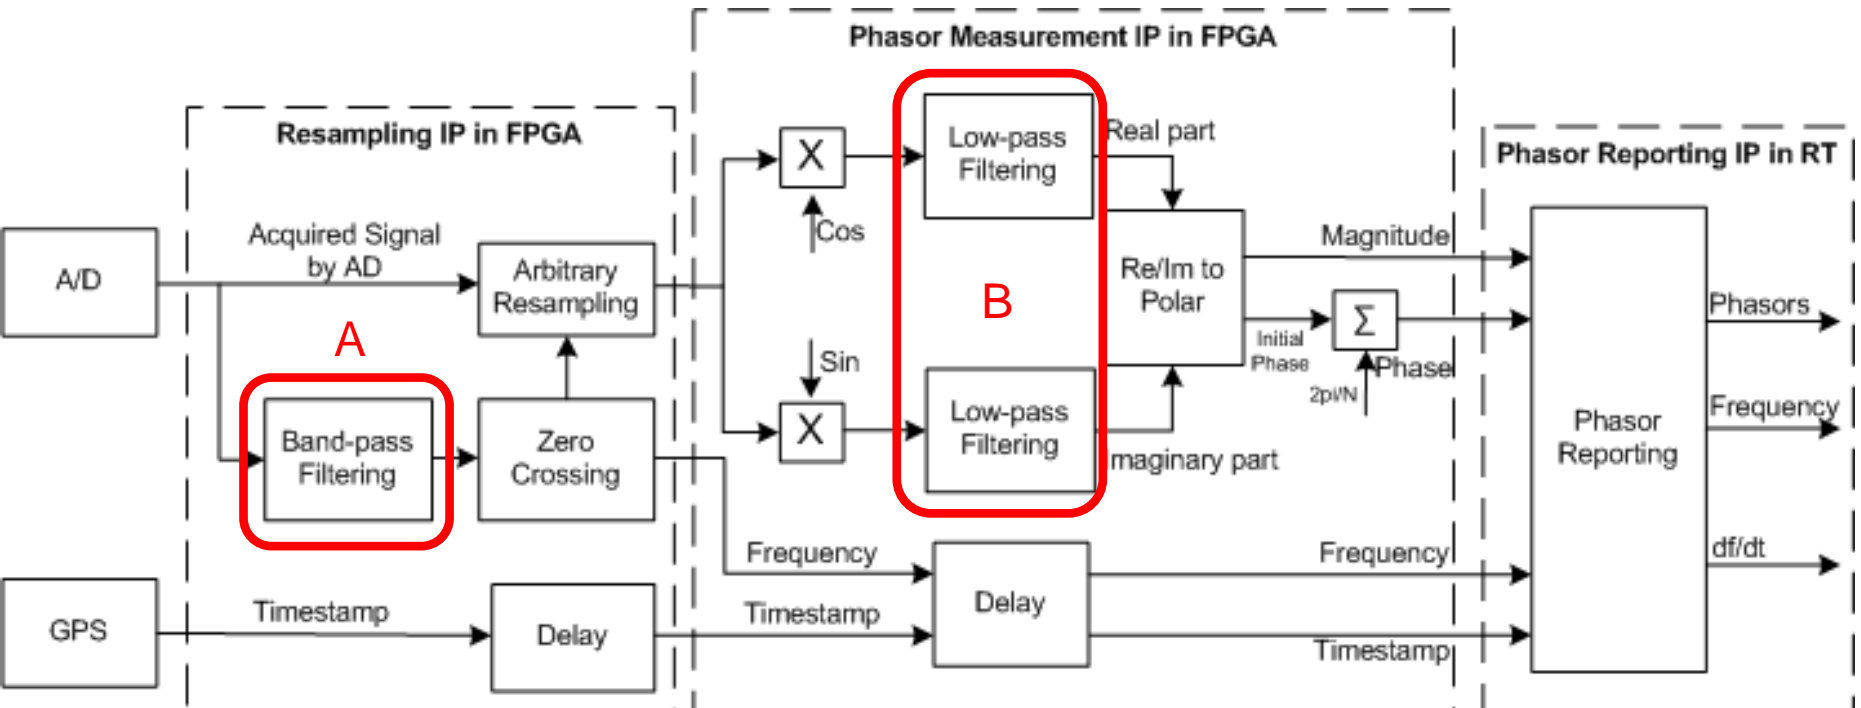 Phasor Measurement IP in FPGA
Resampling IP in FPGA
Phasor Reporting IP in RT
A/D
Acquired Signal
by AD
Arbitrary
Resampling
A
Band-pass
Filtering
Zero
Crossing
GPS
Timestamp
Delay
X
Cos
Sin
X
Low-pass
Filtering
B
Low-pass
Filtering
Real part
Re/Im to
Polar
Imaginary part
Magnitude
Initial
Phase
Σ
Phase
2pi/N
Frequency
Timestamp
Delay
Frequency
Timestamp
Phasor
Reporting
Phasors
Frequency
df/dt